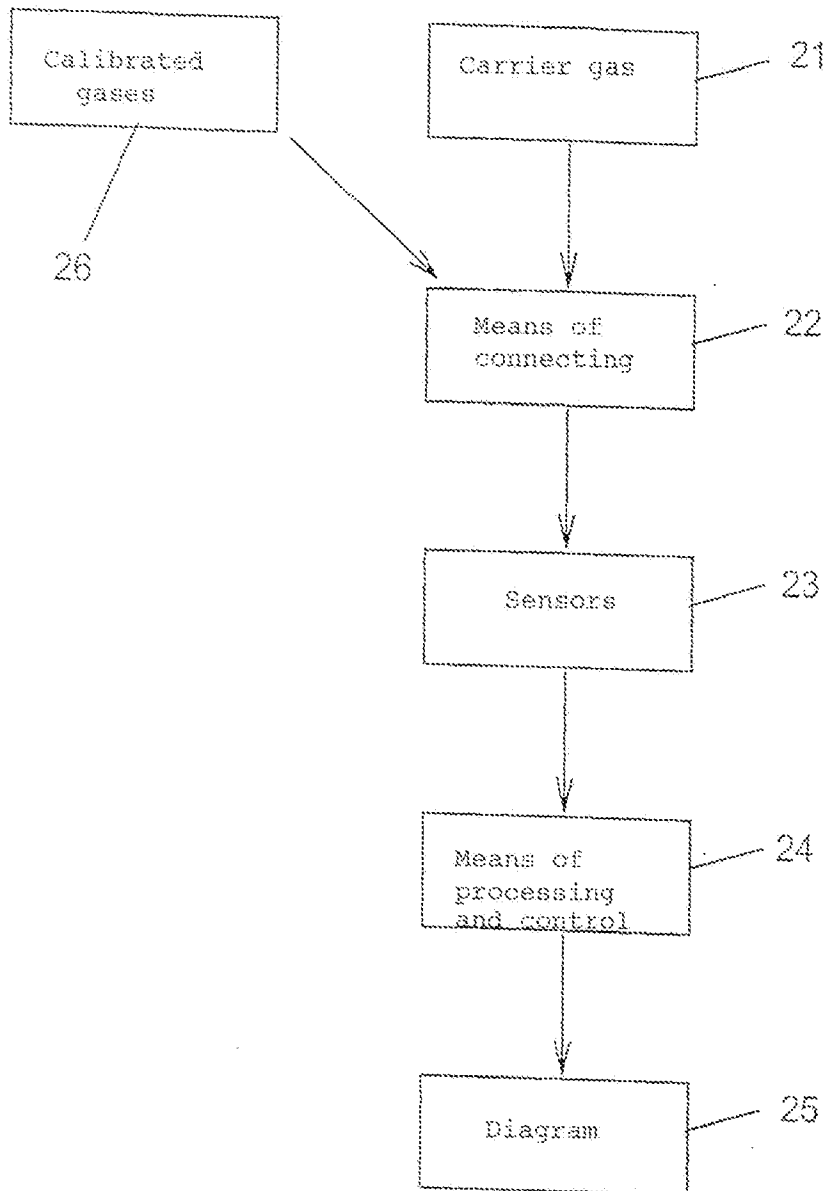 Calibrated
gases
26
Carrier gas
21
Means of
connecting
22
Sensors
23
Means of
processing
and control
24
Diagram
25